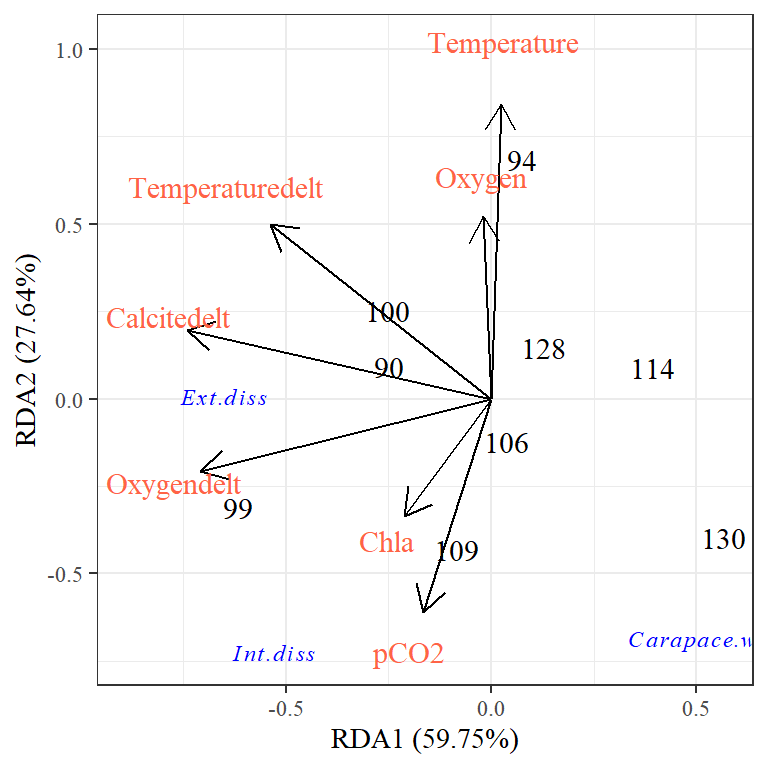 Temperature
1.0
94
Oxygen
Temperaturedelt
0.5
100
Calcitedelt
128
114
90
Ext.diss
0.0
106
Oxygendelt
99
130
Chla
109
-0.5
Carapace.w
Int.diss
pCO2
-0.5 0.0 0.5
RDA1 (59.75%)
RDA2 (27.64%)